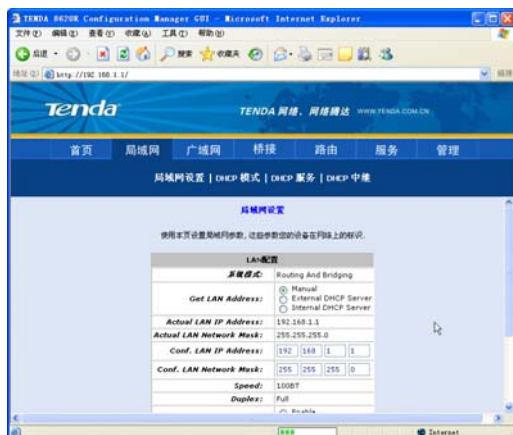 TENDA 8620R Configuration Manager GUI - Microsoft Internet Explorer
文件(F) 编辑(E) 查看(V) 收藏(A) 工具(T) 帮助(H)
后退 搜索 收藏夹
地址(D) http://192.168.1.1/ 链接
Tenda TENDA 网络，网络腾达 WWW.TENDA.COM.CN
首页 局域网 广域网 桥接 路由 服务 管理
局域网设置 | DHCP 模式 | DHCP 服务 | DHCP 中继
局域网设置
使用本页设置局域网参数，这些参数您的设备在网络上的标识.
LAN配置
系统模式: Routing And Bridging
Get LAN Address: Manual
External DHCP Server
Internal DHCP Server
Actual LAN IP Address: 192.168.1.1
Actual LAN Network Mask: 255.255.255.0
Conf. LAN IP Address: 192 168 1 1
Conf. LAN Network Mask: 255 255 255 0
Speed: 100BT
Duplex: Full
Enable
Internet